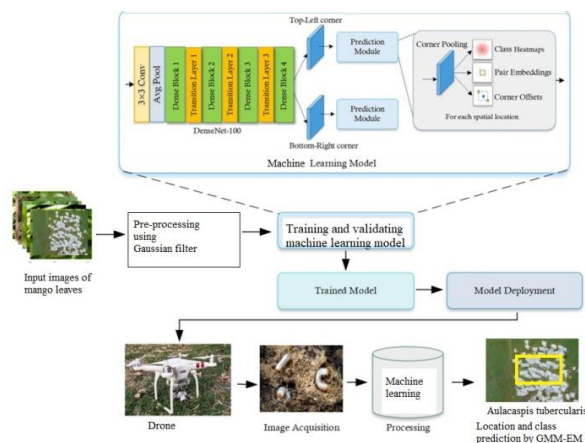 Top-Left corner
3×3 Conv
Avg Pool
Dense Block 1
Transition Layer 1
Dense Block 2
Transition Layer 2
Dense Block 3
Transition Layer 3
Dense Block 4
DenseNet-100
Prediction
Module
Prediction
Module
Bottom-Right corner
Corner Pooling
Class Heatmaps
Pair Embeddings
Corner Offsets
For each spatial location
Machine Learning Model
Input images of
mango leaves
Pre-processing
using
Gaussian filter
Training and validating
machine learning model
Trained Model
Model Deployment
Drone
Image Acquisition
Machine
learning
Processing
Aulacaspis tubercularis
Location and class
prediction by GMM-EM